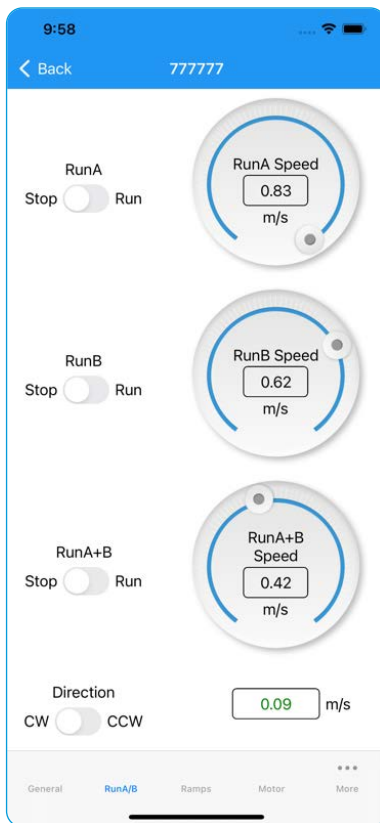 9:58
Back 777777
RunA
Stop Run
RunA Speed
0.83
m/s
RunB
Stop Run
RunB Speed
0.62
m/s
RunA+B
Stop Run
RunA+B
Speed
0.42
m/s
Direction
CW CCW
0.09 m/s
General RunA/B Ramps Motor More